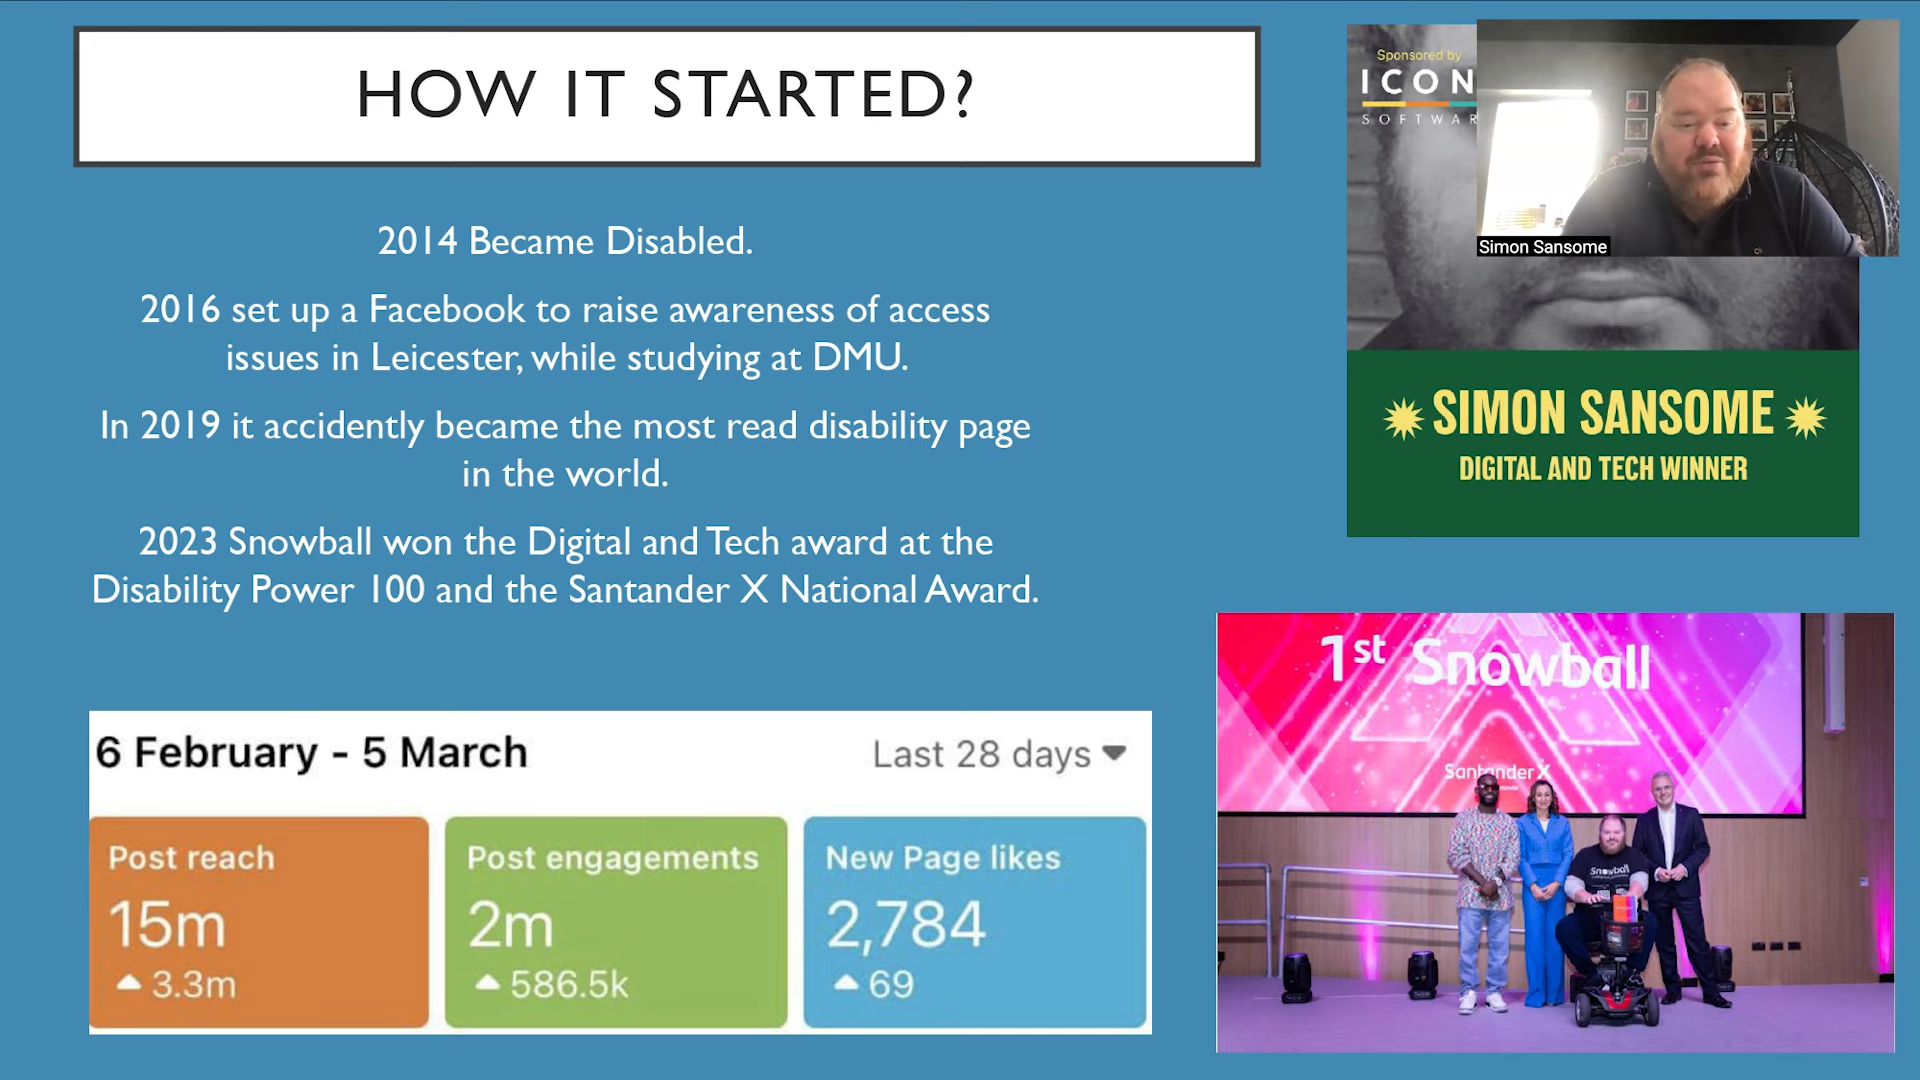 HOW IT STARTED?
2014 Became Disabled.
2016 set up a Facebook to raise awareness of access
issues in Leicester, while studying at DMU.
In 2019 it accidently became the most read disability page
in the world.
2023 Snowball won the Digital and Tech award at the
Disability Power 100 and the Santander X National Award.
6 February - 5 March
Last 28 days
Post reach
15m
3.3m
Post engagements
2m
586.5k
New Page likes
2,784
69
Sponsored by
ICON
SOFTWAR
Simon Sansome
SIMON SANSOME
DIGITAL AND TECH WINNER
1st Snowball
Santander X
Snowball